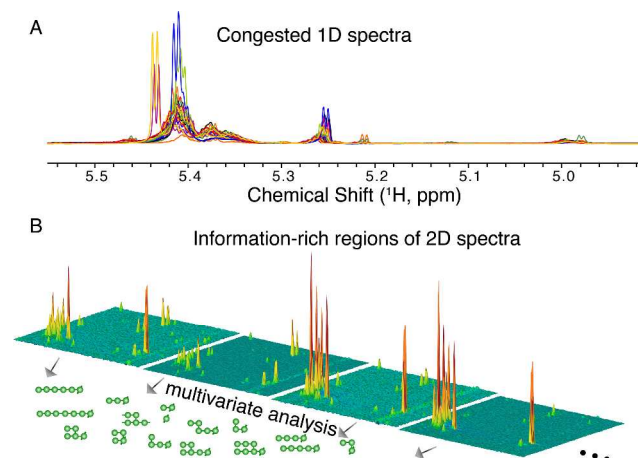 A
Congested 1D spectra
5.5 5.4 5.3 5.2 5.1 5.0
Chemical Shift (¹H, ppm)
B
Information-rich regions of 2D spectra
multivariate analysis
...